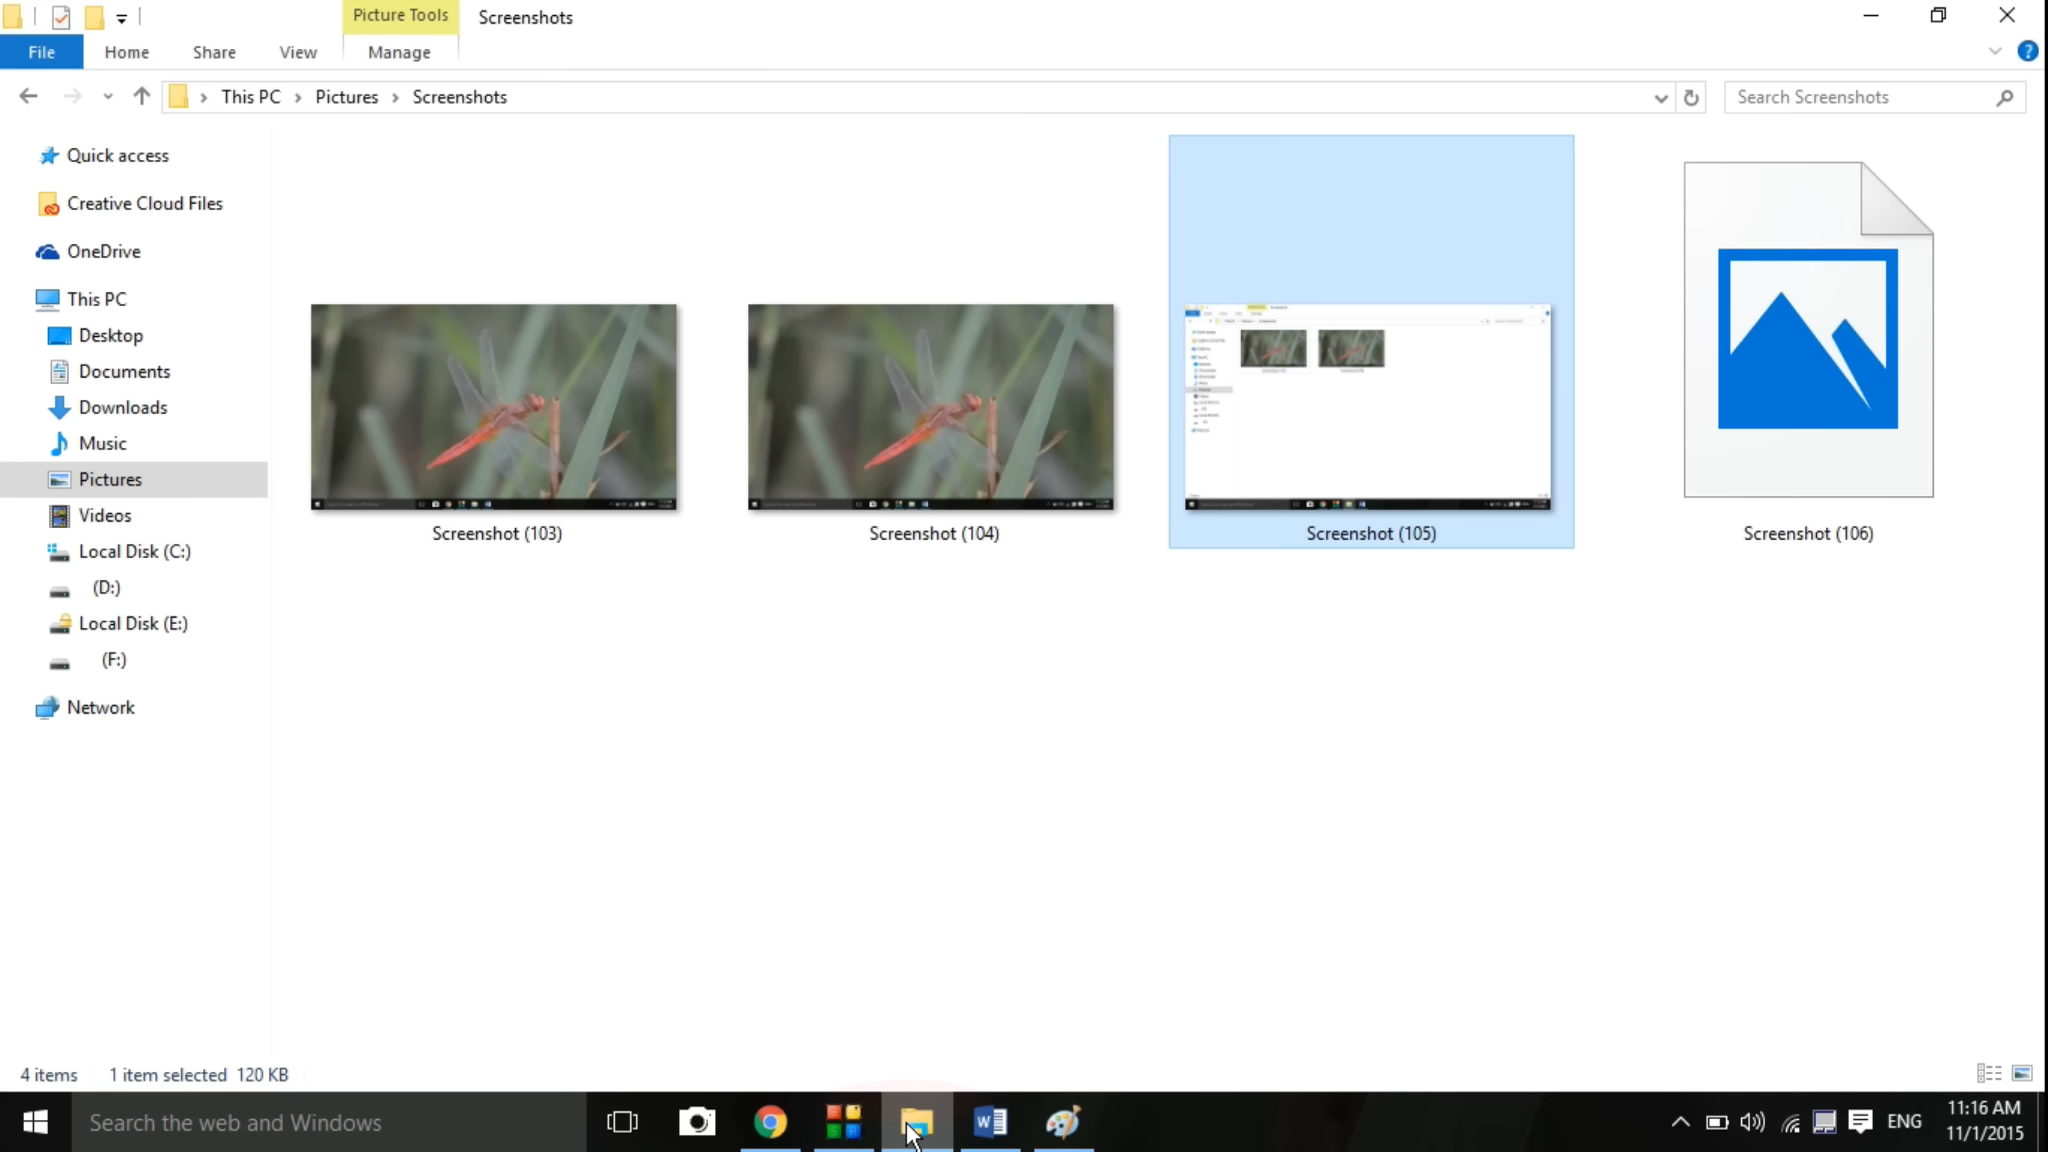 Picture Tools
Screenshots
File
Home
Share
View
Manage
This PC
Pictures
Screenshots
Search Screenshots
Quick access
Creative Cloud Files
OneDrive
This PC
Desktop
Documents
Downloads
Music
Pictures
Videos
Local Disk (C:)
(D:)
Local Disk (E:)
(F:)
Network
Screenshot (103)
Screenshot (104)
Screenshot (105)
Screenshot (106)
4 items
1 item selected 120 KB
Search the web and Windows
ENG
11:16 AM
11/1/2015